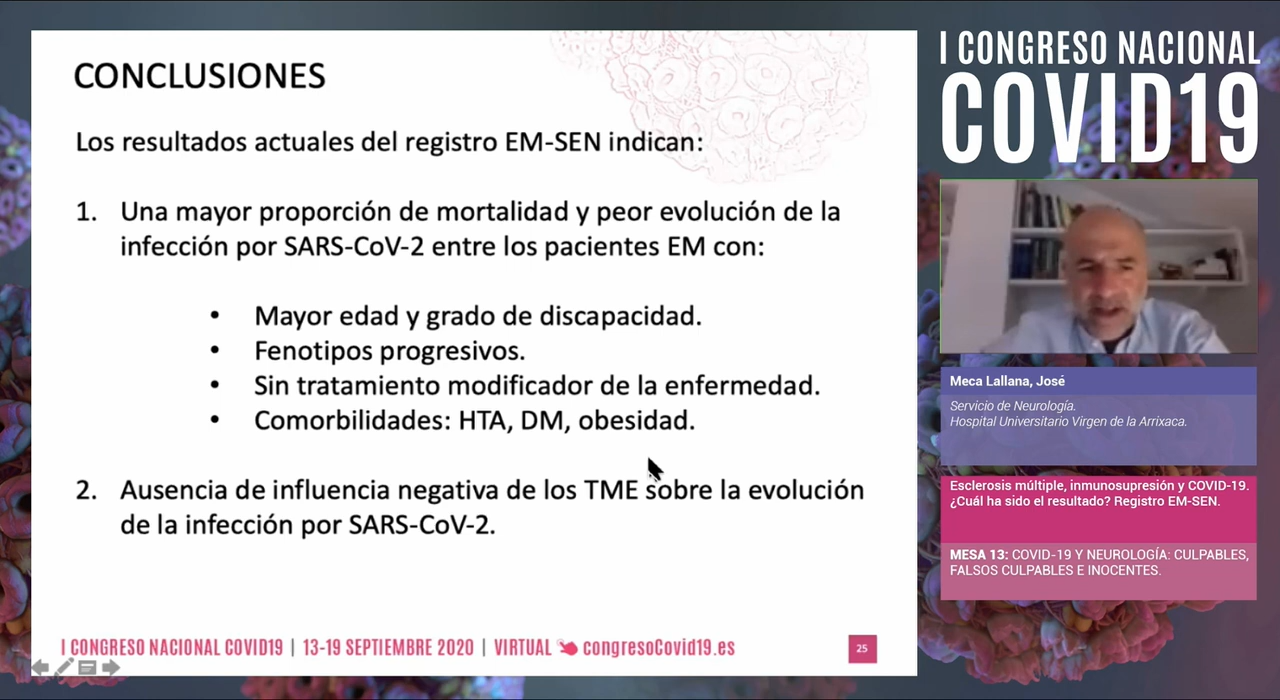 CONCLUSIONES
Los resultados actuales del registro EM-SEN indican:
1. Una mayor proporción de mortalidad y peor evolución de la
infección por SARS-CoV-2 entre los pacientes EM con:
• Mayor edad y grado de discapacidad.
• Fenotipos progresivos.
• Sin tratamiento modificador de la enfermedad.
• Comorbilidades: HTA, DM, obesidad.
2. Ausencia de influencia negativa de los TME sobre la evolución
de la infección por SARS-CoV-2.
I CONGRESO NACIONAL COVID19 | 13-19 SEPTIEMBRE 2020 | VIRTUAL congresoCovid19.es
25
I CONGRESO NACIONAL
COVID19
Meca Lallana, José
Servicio de Neurología.
Hospital Universitario Virgen de la Arrixaca.
Esclerosis múltiple, inmunosupresión y COVID-19.
¿Cuál ha sido el resultado? Registro EM-SEN.
MESA 13: COVID-19 Y NEUROLOGÍA: CULPABLES,
FALSOS CULPABLES E INOCENTES.